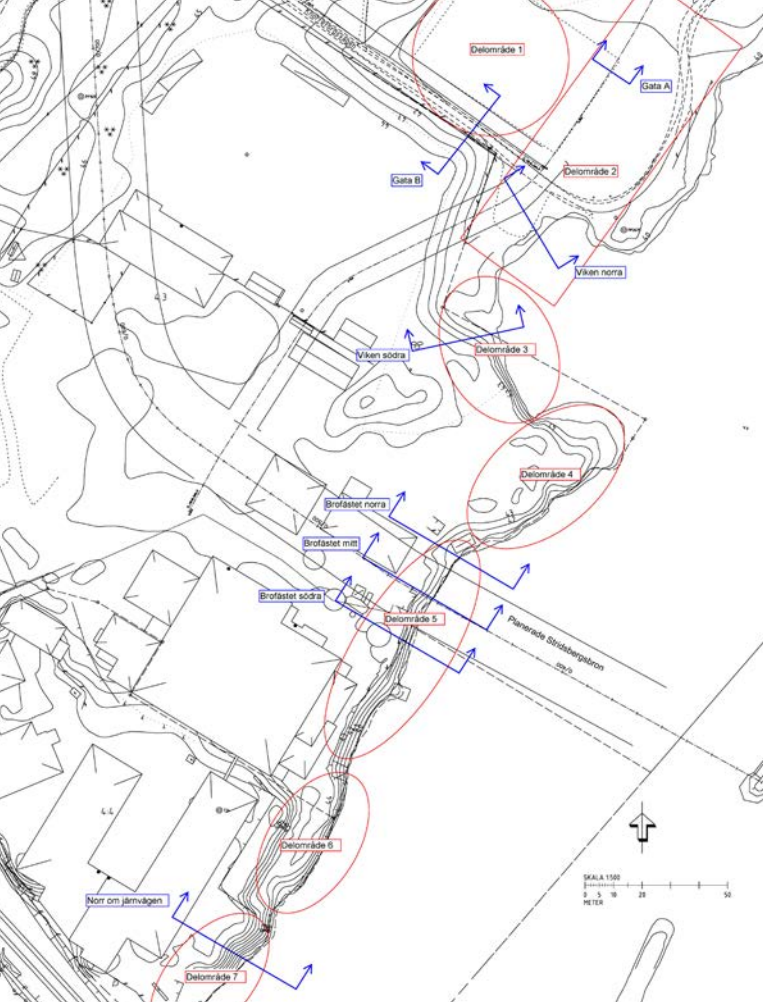 Delområde 1
Gata A
Delområde 2
Gata B
Viken norra
Viken södra
Delområde 3
Delområde 4
Brofästet norra
Brofästet mitt
Brofästet södra
Delområde 5
Planerade Stridsbergsbron
0/400
Delområde 6
SKALA 1:500
0 5 10 20 50
METER
Norr om järnvägen
Delområde 7